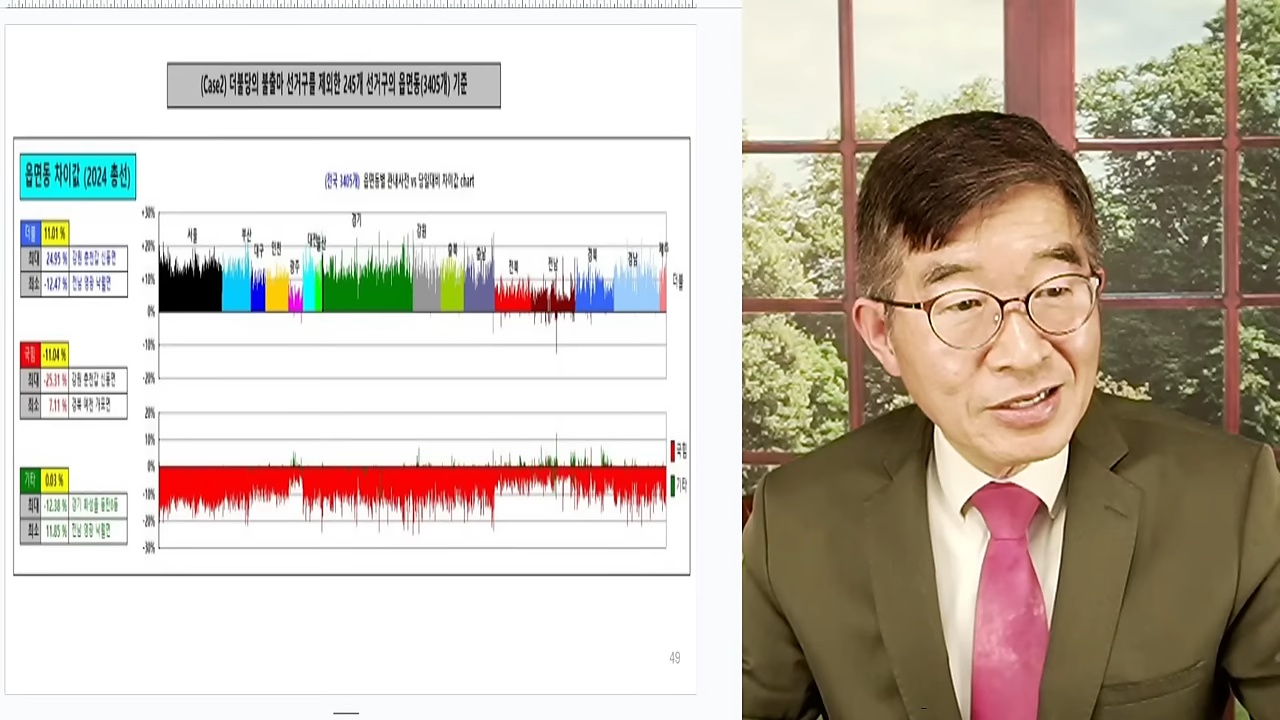 (Case2) 더불당의 불출마 선거구를 제외한 245개 선거구의 읍면동(3405개) 기준
읍면동 차이값 (2024 총선)
(전국 3405개) 읍면동별 관내사전 vs 당일대비 차이값 chart
더불 11.01 %
최대 24.95 % 강원 춘천갑 신동면
최소 -12.47 % 전남 영광 낙월면
국힘 -11.04 %
최대 -25.31 % 강원 춘천갑 신동면
최소 7.11 % 경북 예천 개포면
기타 0.03 %
최대 -12.38 % 경기 화성을 동탄8동
최소 11.85 % 전남 영광 낙월면
+30%
+20%
+10%
0%
-10%
-20%
서울 부산 대구 인천 광주 대전 울산 경기 강원 충북 충남 전북 전남 경북 경남 제주
더불
20%
10%
0%
-10%
-20%
-30%
국힘
기타
49